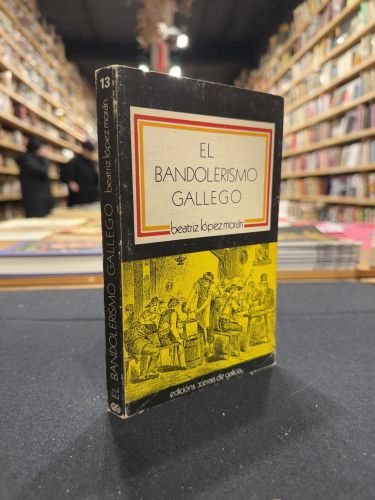 EL
BANDOLERISMO
GALLEGO
beatriz lópez morán
edicións xerais de galicia
13
EL BANDOLERISMO GALLEGO beatriz lópez morán